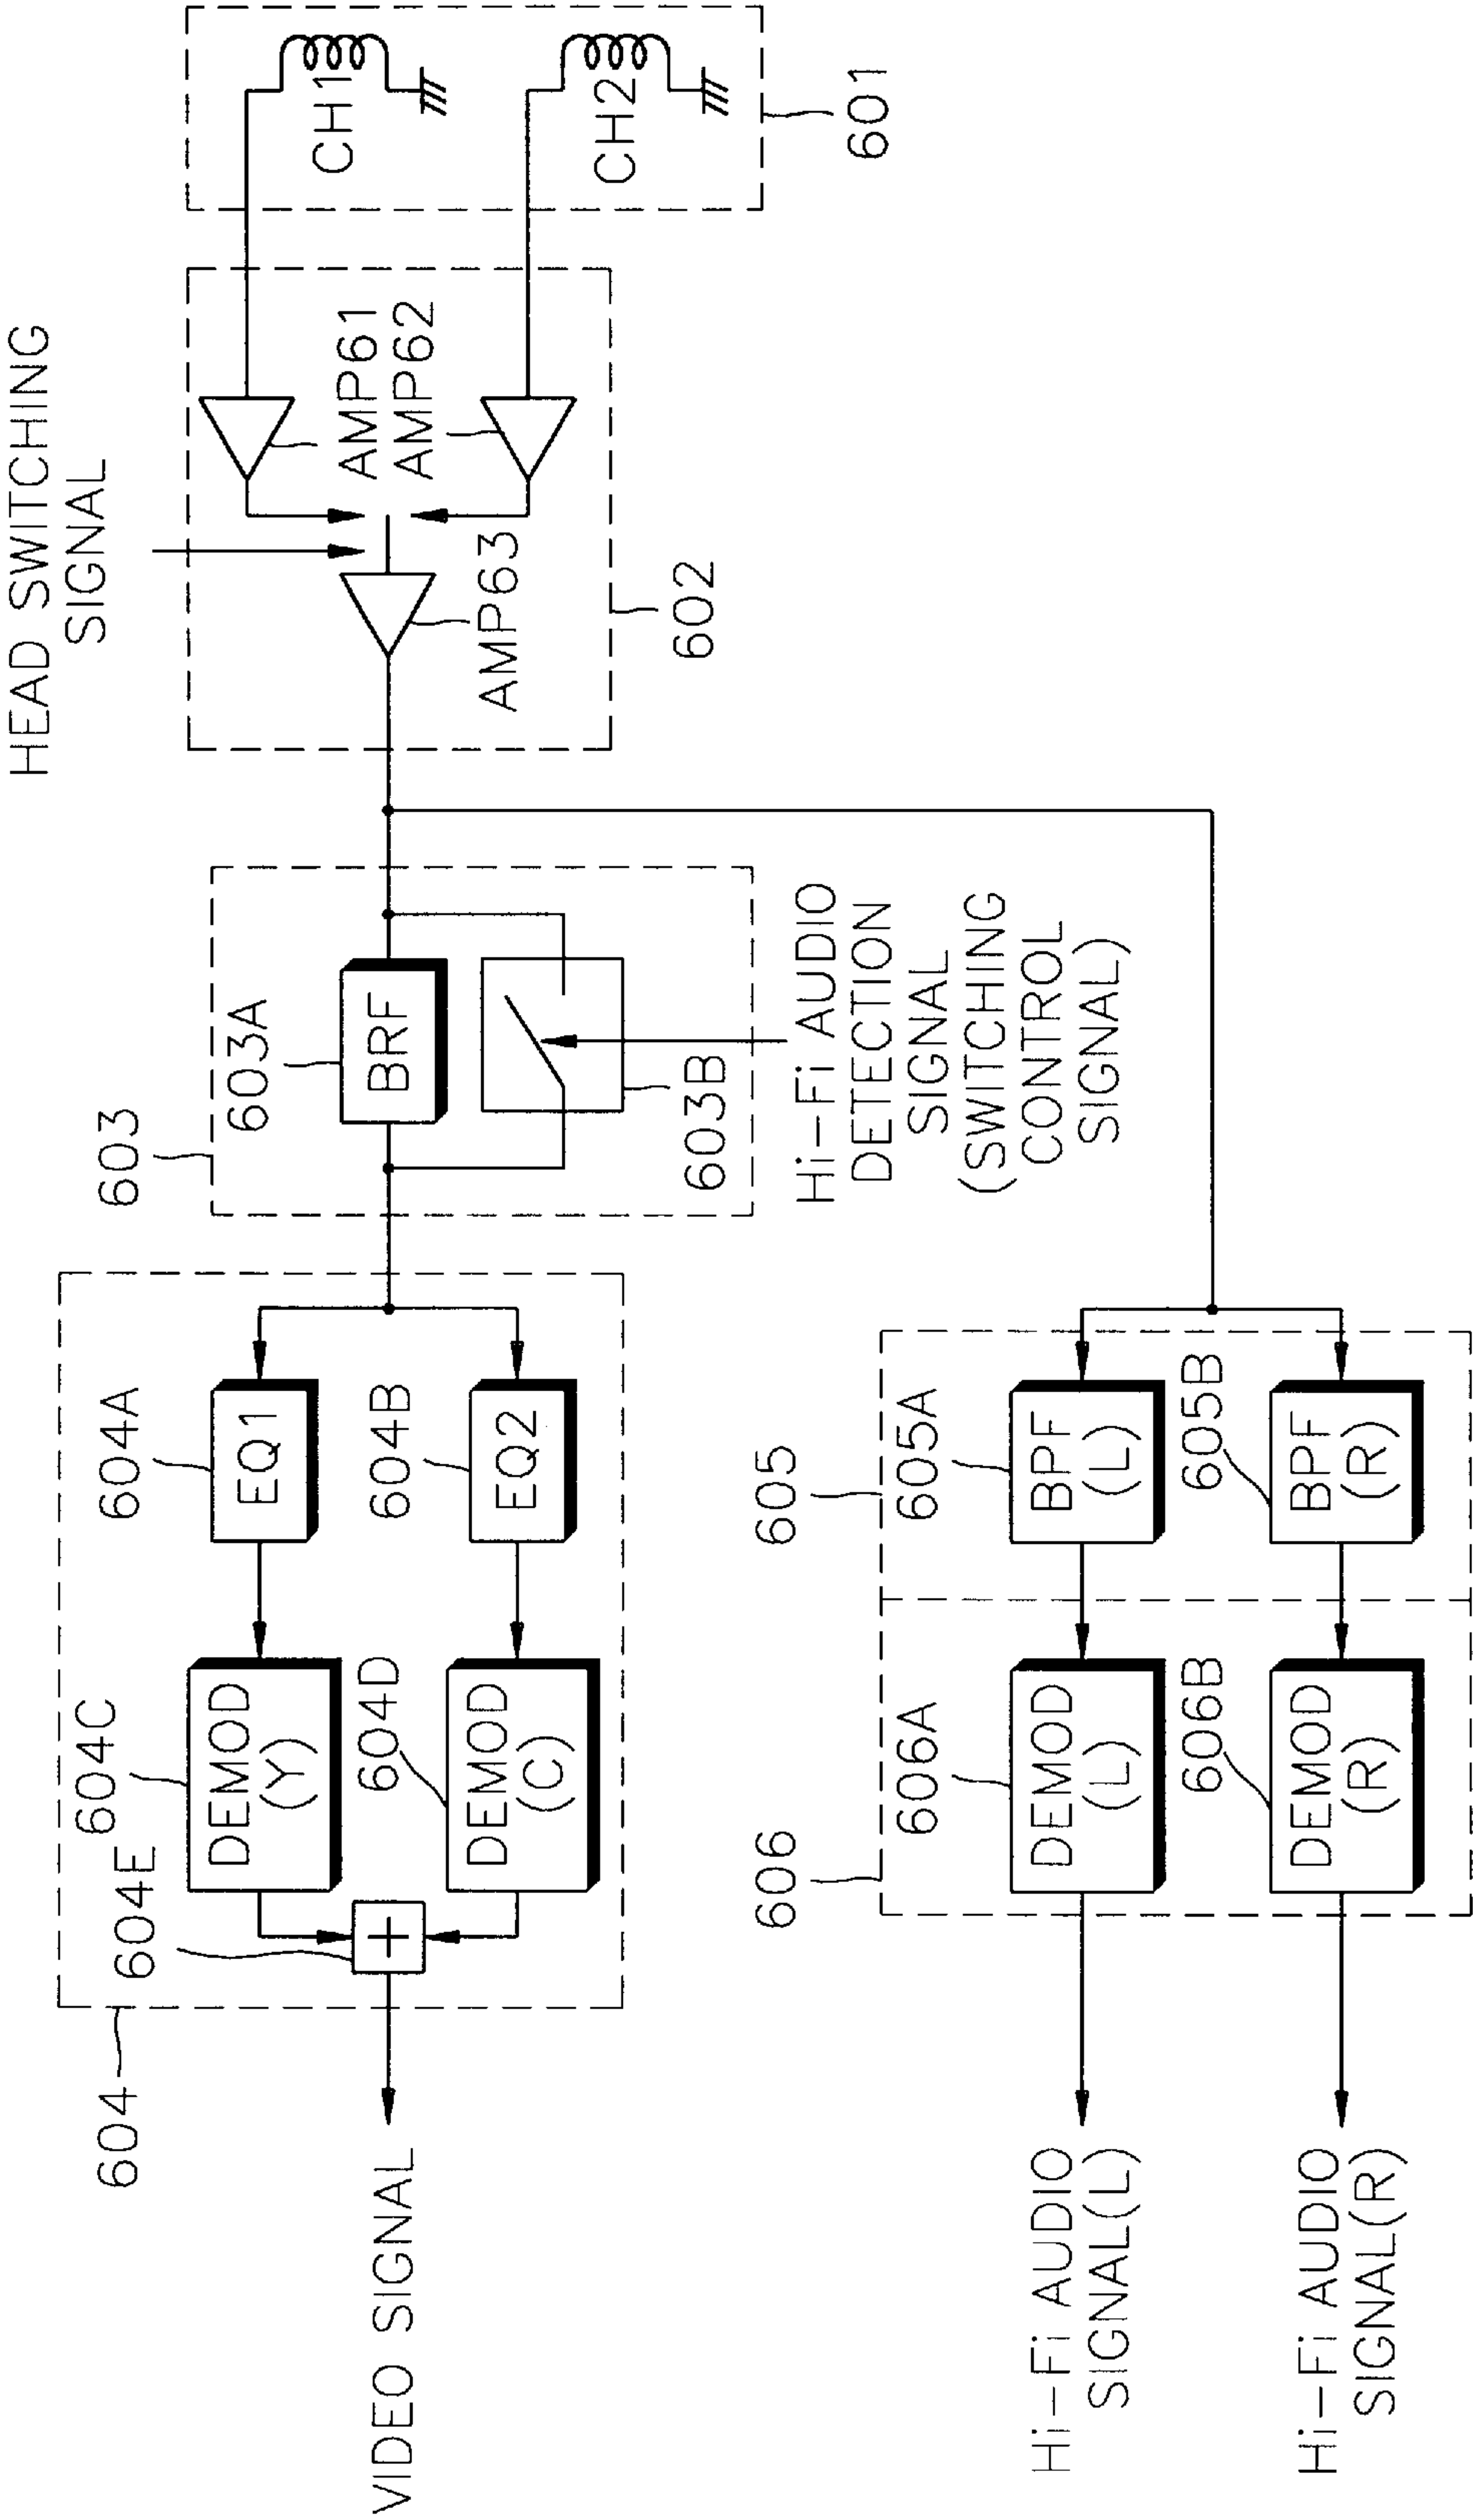 HEAD SWITCHING
SIGNAL
CH1
CH2
601
AMP61
AMP62
AMP63
602
603
603A
BRF
603B
Hi-Fi AUDIO
DETECTION
SIGNAL
(SWITCHING
CONTROL
SIGNAL)
604
604A
EQ1
604B
EQ2
604C
DEMOD
(Y)
604D
DEMOD
(C)
604E
+
VIDEO SIGNAL
605
605A
BPF
(L)
605B
BPF
(R)
606
606A
DEMOD
(L)
606B
DEMOD
(R)
Hi-Fi AUDIO
SIGNAL(L)
Hi-Fi AUDIO
SIGNAL(R)